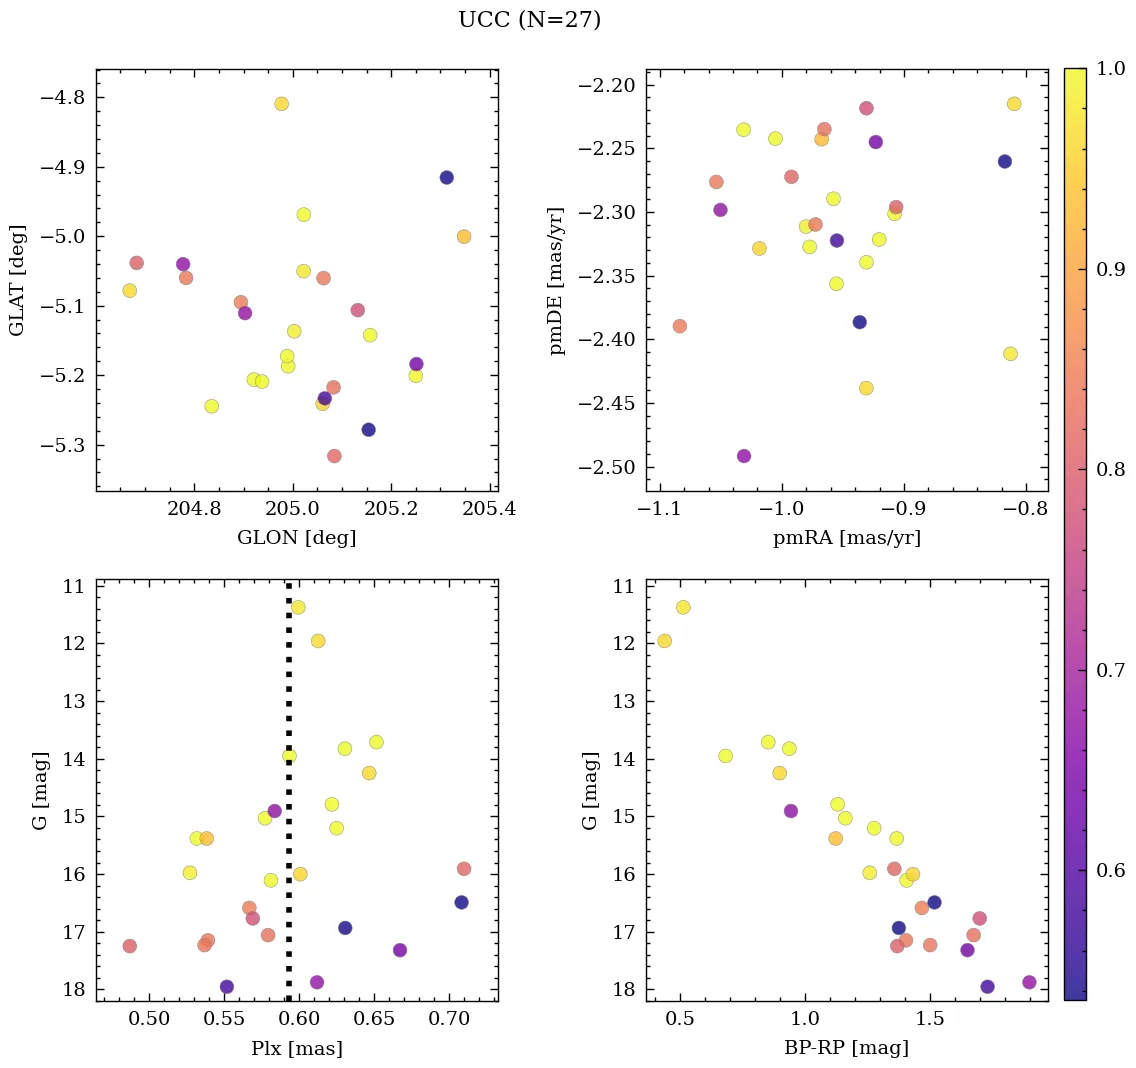 UCC (N=27)
−4.8
−4.9
−5.0
−5.1
−5.2
−5.3
GLAT [deg]
204.8 205.0 205.2 205.4
GLON [deg]
−2.20
−2.25
−2.30
−2.35
−2.40
−2.45
−2.50
pmDE [mas/yr]
−1.1 −1.0 −0.9 −0.8
pmRA [mas/yr]
11
12
13
14
15
16
17
18
G [mag]
0.50 0.55 0.60 0.65 0.70
Plx [mas]
11
12
13
14
15
16
17
18
G [mag]
0.5 1.0 1.5
BP-RP [mag]
1.0
0.9
0.8
0.7
0.6